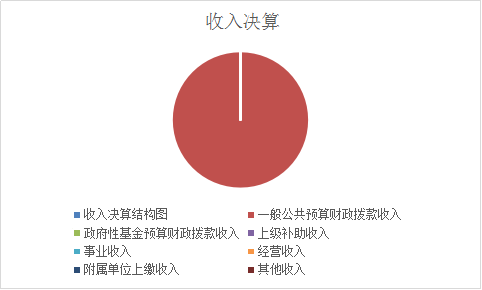 收入决算
收入决算结构图
一般公共预算财政拨款收入
政府性基金预算财政拨款收入
上级补助收入
事业收入
经营收入
附属单位上缴收入
其他收入